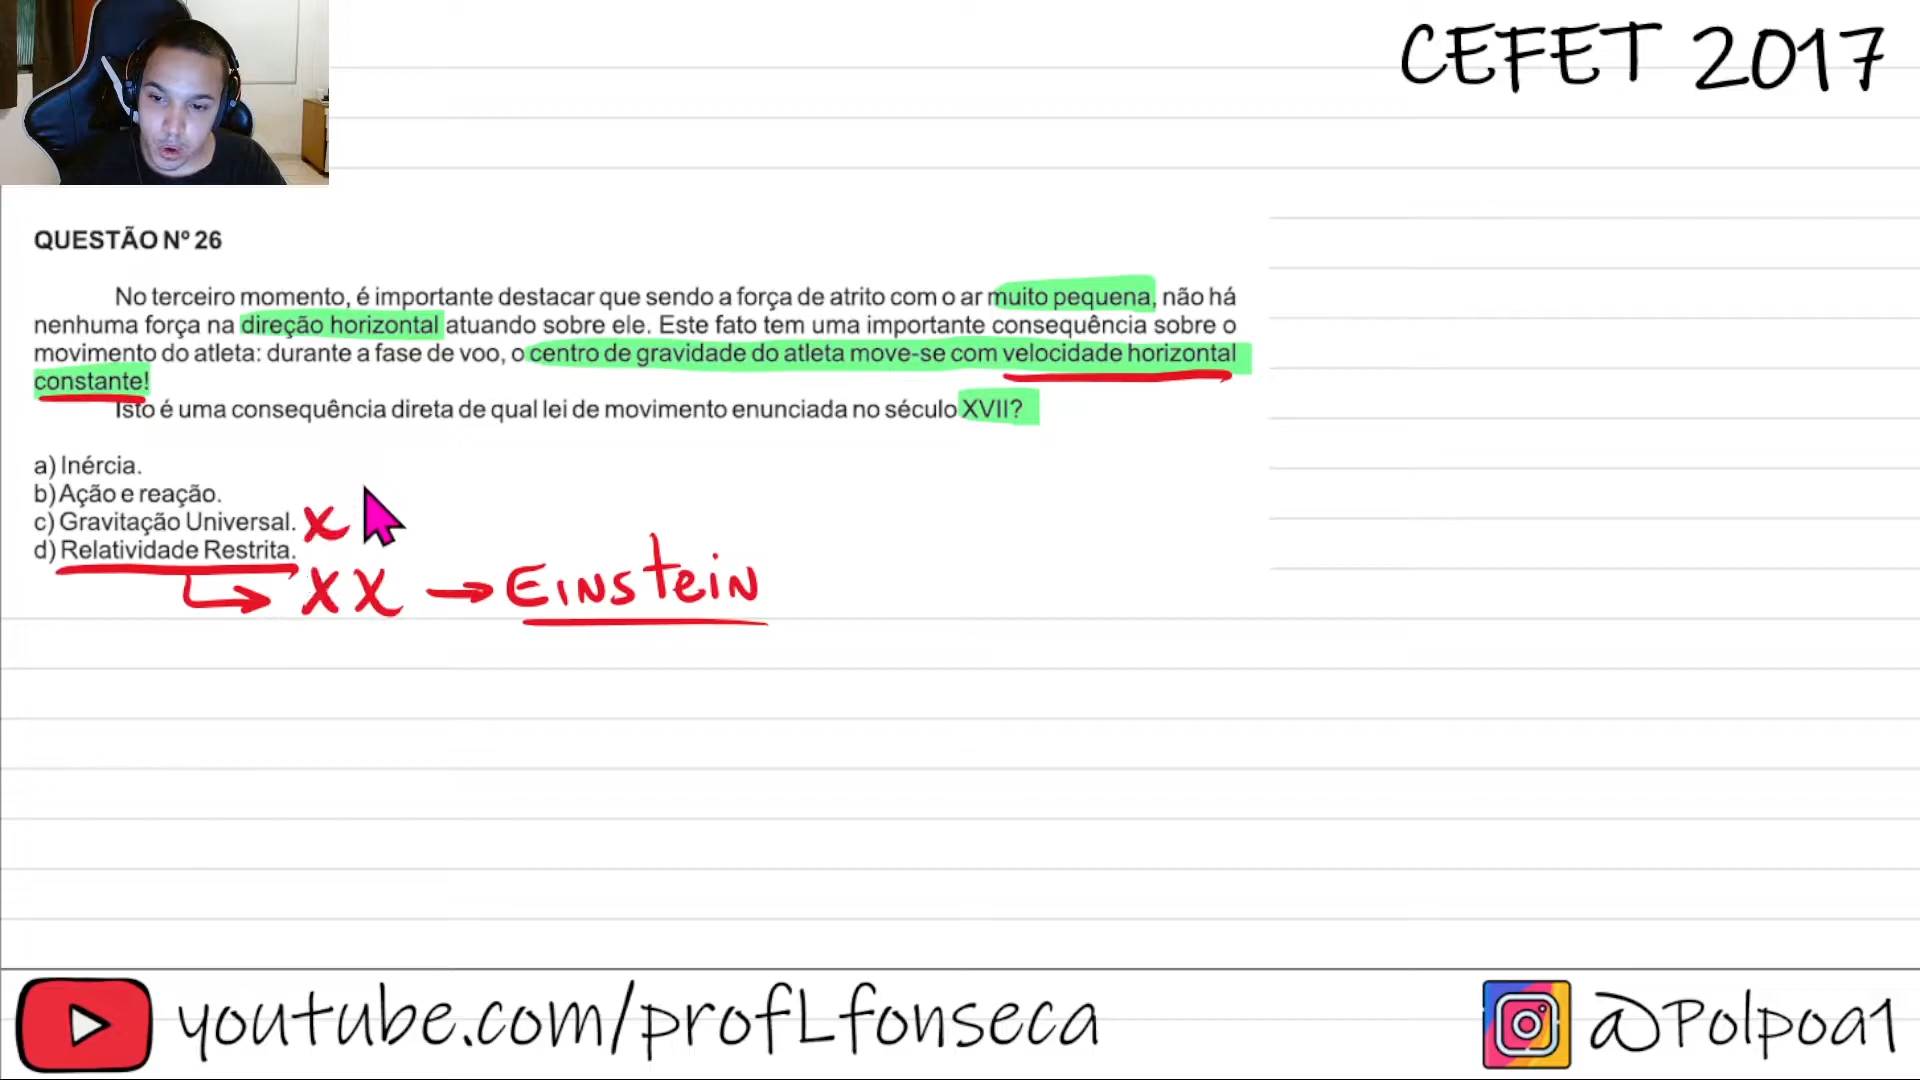 CEFET 2017
QUESTÃO Nº 26
No terceiro momento, é importante destacar que sendo a força de atrito com o ar muito pequena, não há
nenhuma força na direção horizontal atuando sobre ele. Este fato tem uma importante consequência sobre o
movimento do atleta: durante a fase de voo, o centro de gravidade do atleta move-se com velocidade horizontal
constante!
Isto é uma consequência direta de qual lei de movimento enunciada no século XVII?
a) Inércia.
b) Ação e reação.
c) Gravitação Universal. X
d) Relatividade Restrita.
XX → Einstein
youtube.com/profLfonseca
@Polpoa1